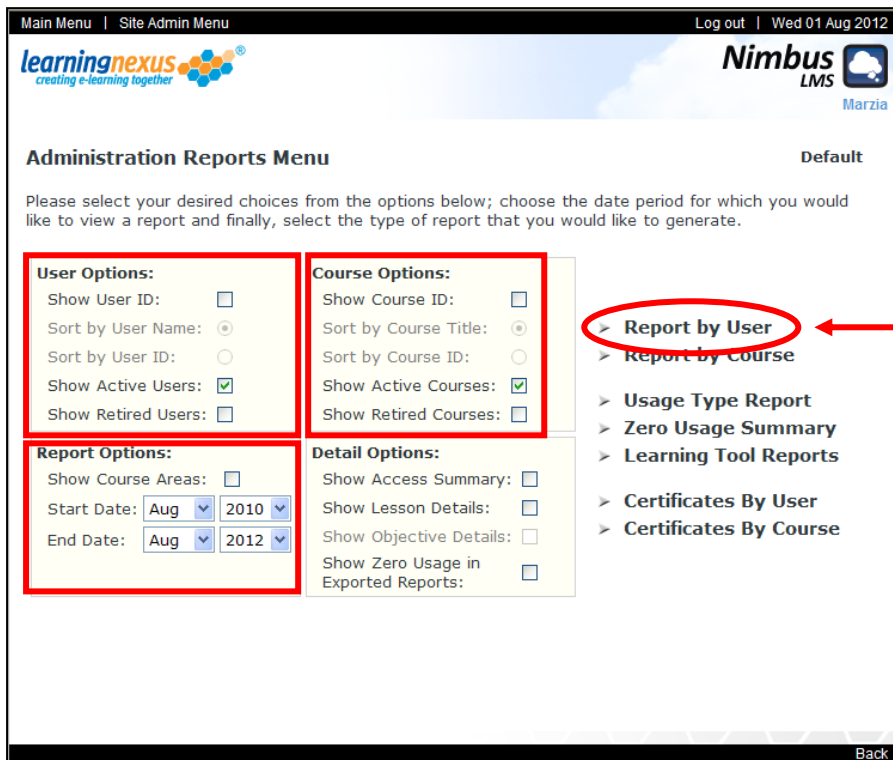 Main Menu | Site Admin Menu
Log out | Wed 01 Aug 2012
learningnexus®
creating e-learning together
Nimbus
LMS
Marzia
Administration Reports Menu
Default
Please select your desired choices from the options below; choose the date period for which you would
like to view a report and finally, select the type of report that you would like to generate.
User Options:
Show User ID:
Sort by User Name:
Sort by User ID:
Show Active Users:
Show Retired Users:
Course Options:
Show Course ID:
Sort by Course Title:
Sort by Course ID:
Show Active Courses:
Show Retired Courses:
Report Options:
Show Course Areas:
Start Date: Aug 2010
End Date: Aug 2012
Detail Options:
Show Access Summary:
Show Lesson Details:
Show Objective Details:
Show Zero Usage in
Exported Reports:
Report by User
Report by Course
Usage Type Report
Zero Usage Summary
Learning Tool Reports
Certificates By User
Certificates By Course
Back